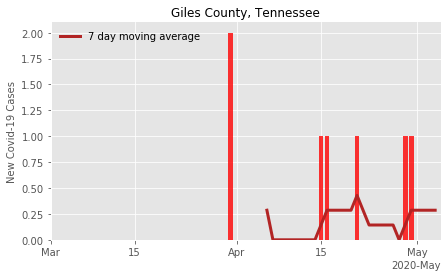 Giles County, Tennessee
7 day moving average
New Covid-19 Cases
2.00
1.75
1.50
1.25
1.00
0.75
0.50
0.25
0.00
Mar 15 Apr 15 May
2020-May